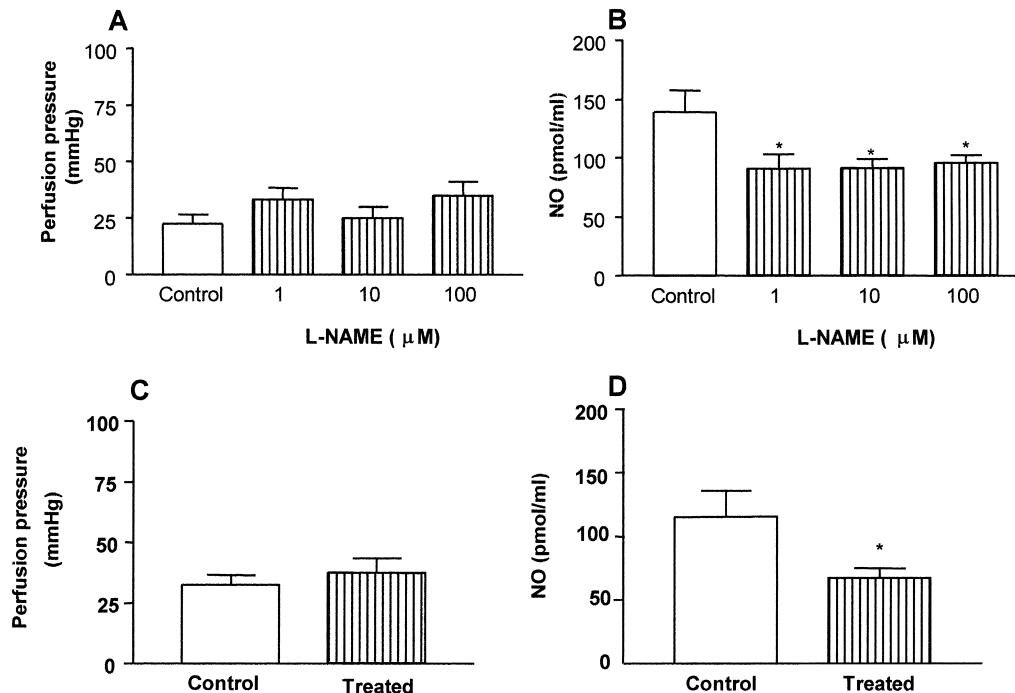 A
Perfusion pressure
(mmHg)
100
75
50
25
0
Control 1 10 100
L-NAME ( μM)
B
NO (pmol/ml)
200
150
100
50
0
* * *
Control 1 10 100
L-NAME ( μM)
C
Perfusion pressure
(mmHg)
100
75
50
25
0
Control Treated
D
NO (pmol/ml)
200
150
100
50
0
*
Control Treated